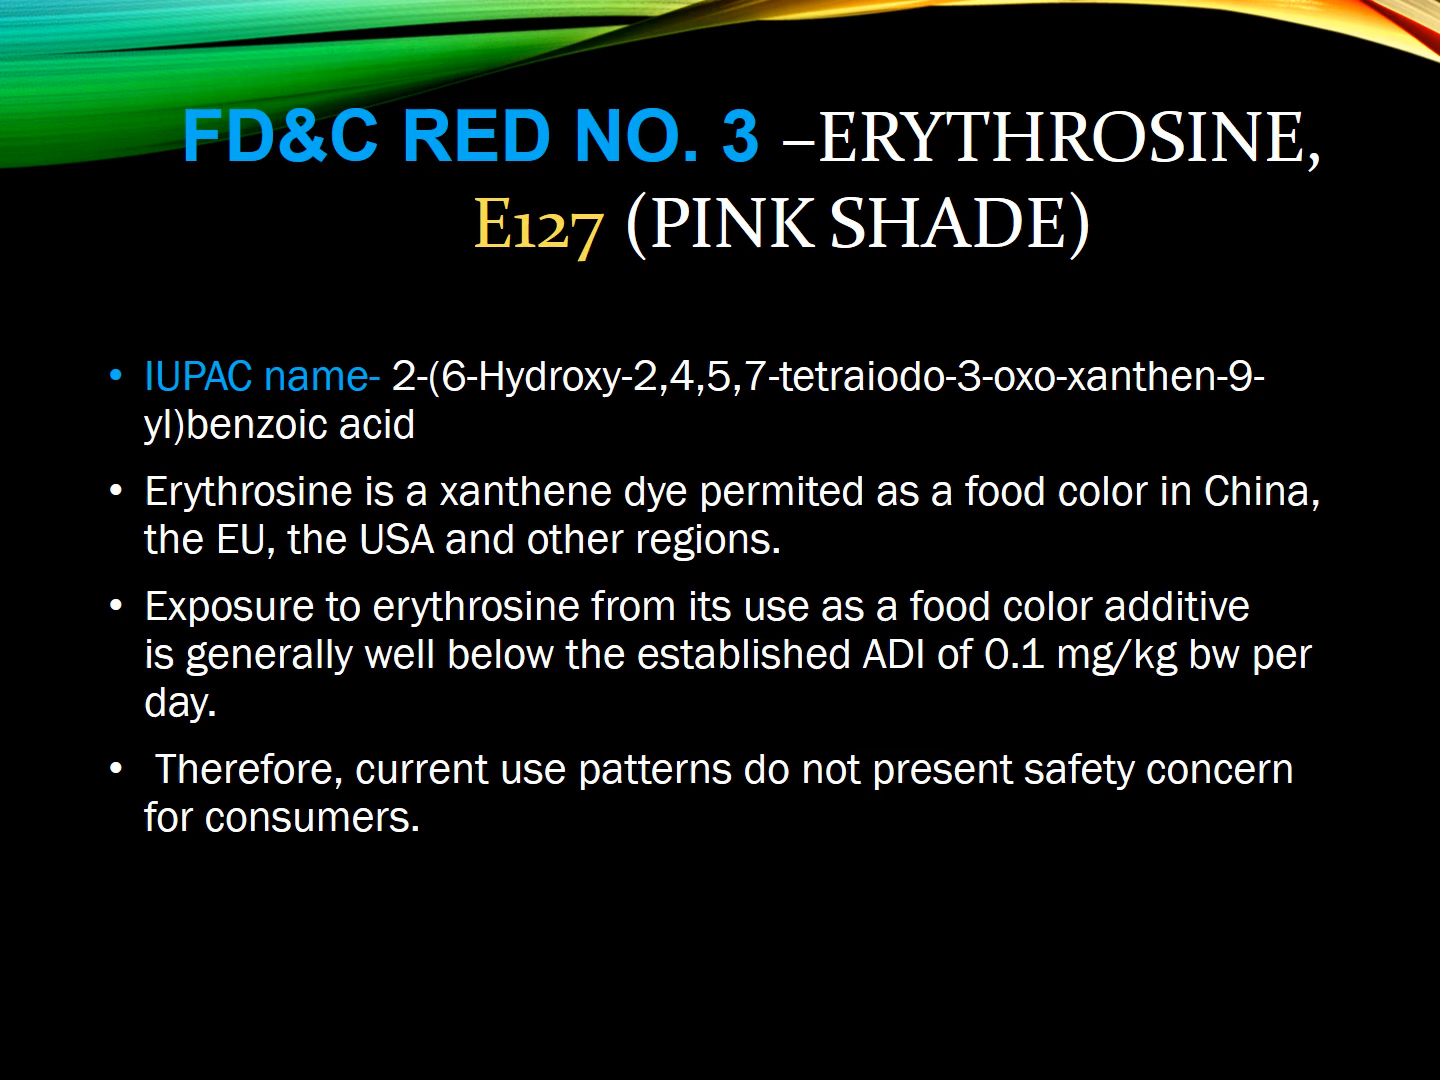 FD&C RED NO. 3 –ERYTHROSINE,
E127 (PINK SHADE)
• IUPAC name- 2-(6-Hydroxy-2,4,5,7-tetraiodo-3-oxo-xanthen-9-
yl)benzoic acid
• Erythrosine is a xanthene dye permited as a food color in China,
the EU, the USA and other regions.
• Exposure to erythrosine from its use as a food color additive
is generally well below the established ADI of 0.1 mg/kg bw per
day.
• Therefore, current use patterns do not present safety concern
for consumers.